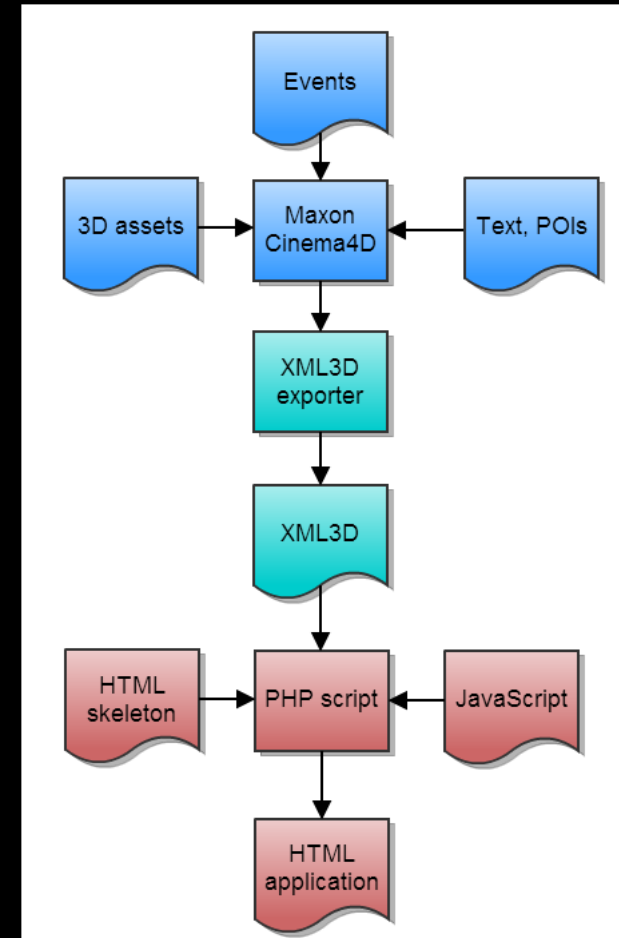 Events
3D assets
Maxon
Cinema4D
Text, POIs
XML3D
exporter
XML3D
HTML
skeleton
PHP script
JavaScript
HTML
application